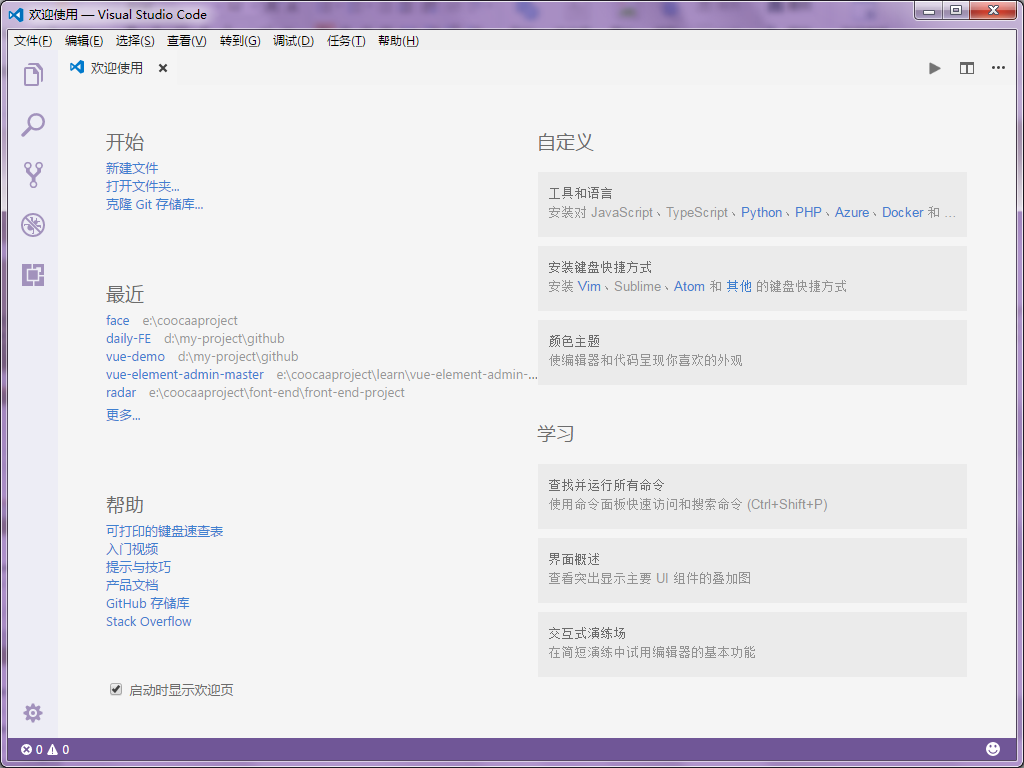 欢迎使用 — Visual Studio Code
文件(F) 编辑(E) 选择(S) 查看(V) 转到(G) 调试(D) 任务(T) 帮助(H)
欢迎使用
开始
新建文件
打开文件夹...
克隆 Git 存储库...
最近
face e:\coocaaproject
daily-FE d:\my-project\github
vue-demo d:\my-project\github
vue-element-admin-master e:\coocaaproject\learn\vue-element-admin-...
radar e:\coocaaproject\font-end\front-end-project
更多...
帮助
可打印的键盘速查表
入门视频
提示与技巧
产品文档
GitHub 存储库
Stack Overflow
启动时显示欢迎页
自定义
工具和语言
安装对 JavaScript、TypeScript、Python、PHP、Azure、Docker 和 ...
安装键盘快捷方式
安装 Vim、Sublime、Atom 和 其他 的键盘快捷方式
颜色主题
使编辑器和代码呈现你喜欢的外观
学习
查找并运行所有命令
使用命令面板快速访问和搜索命令 (Ctrl+Shift+P)
界面概述
查看突出显示主要 UI 组件的叠加图
交互式演练场
在简短演练中试用编辑器的基本功能
0 0